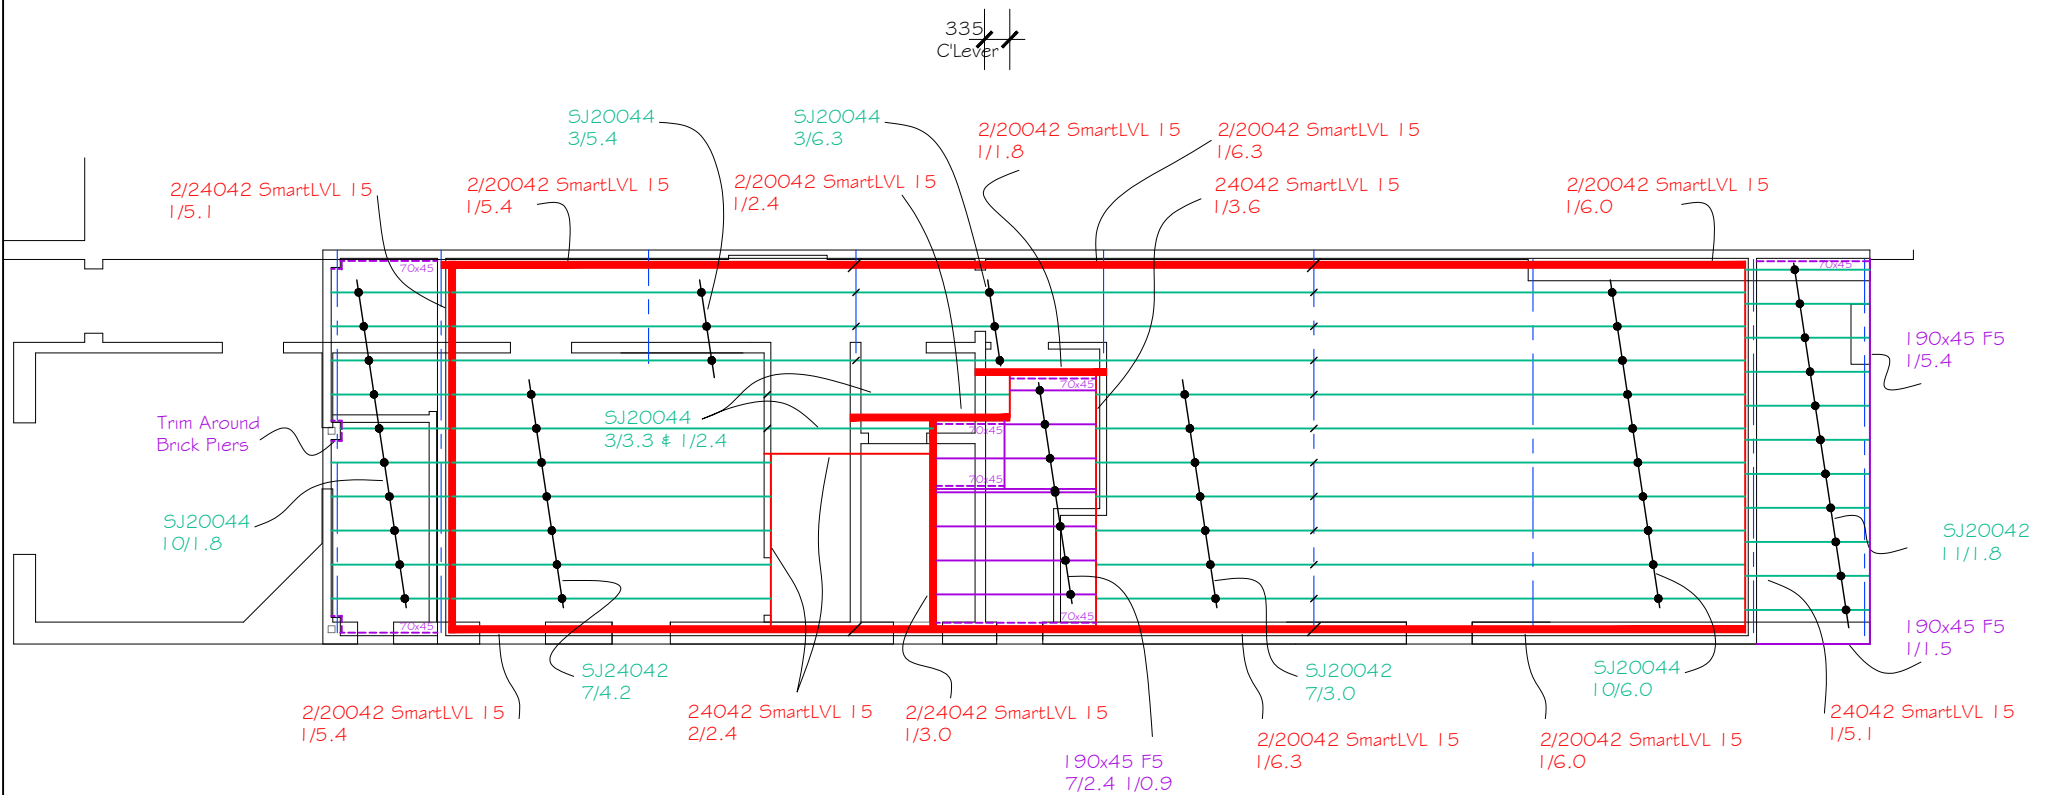 335
C'Lever
SJ20044
3/5.4
SJ20044
3/6.3
2/20042 SmartLVL 15
1/1.8
2/20042 SmartLVL 15
1/6.3
2/24042 SmartLVL 15
1/5.1
2/20042 SmartLVL 15
1/5.4
2/20042 SmartLVL 15
1/2.4
24042 SmartLVL 15
1/3.6
2/20042 SmartLVL 15
1/6.0
70x45
70x45
190x45 F5
1/5.4
70x45
Trim Around
Brick Piers
SJ20044
3/3.3 & 1/2.4
70x45
70x45
SJ20044
10/1.8
SJ20042
11/1.8
70x45
70x45
190x45 F5
1/1.5
SJ24042
7/4.2
SJ20042
7/3.0
SJ20044
10/6.0
2/20042 SmartLVL 15
1/5.4
24042 SmartLVL 15
2/2.4
2/24042 SmartLVL 15
1/3.0
24042 SmartLVL 15
1/5.1
2/20042 SmartLVL 15
1/6.3
2/20042 SmartLVL 15
1/6.0
190x45 F5
7/2.4 1/0.9